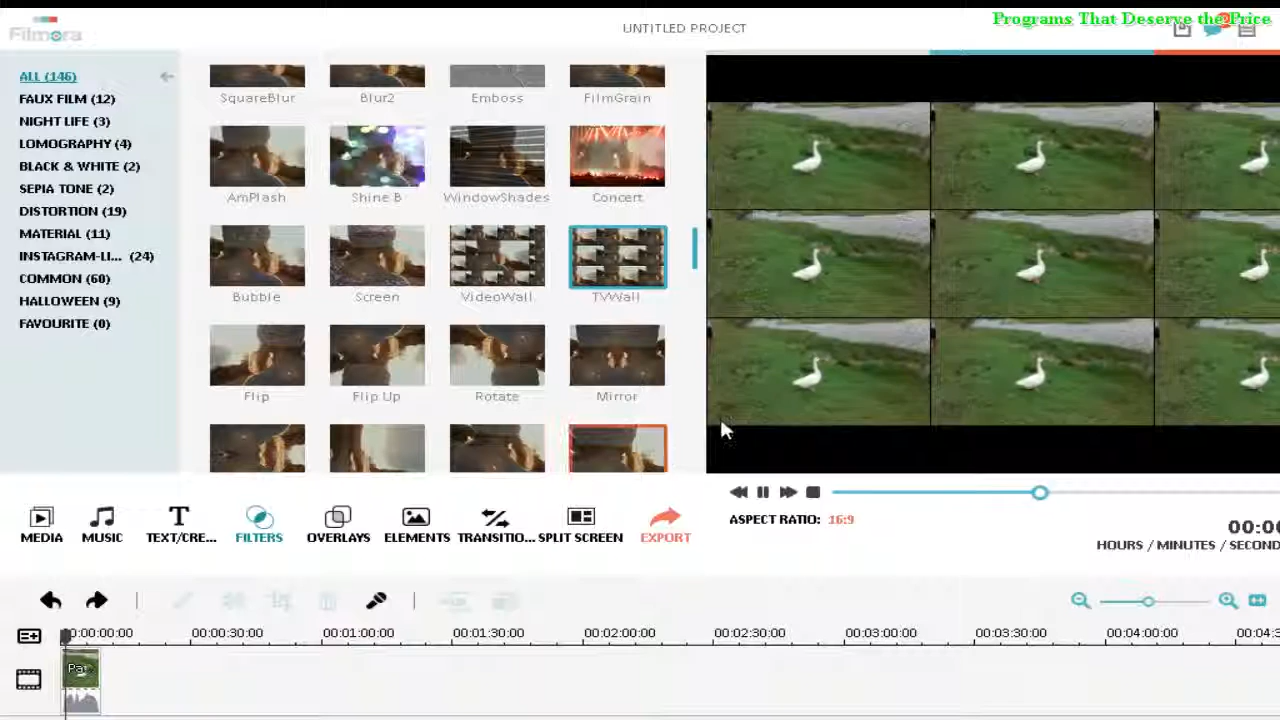 Programs That Deserve the Price
Filmora
UNTITLED PROJECT
ALL (146)
FAUX FILM (12)
NIGHT LIFE (3)
LOMOGRAPHY (4)
BLACK & WHITE (2)
SEPIA TONE (2)
DISTORTION (19)
MATERIAL (11)
INSTAGRAM-LI... (24)
COMMON (60)
HALLOWEEN (9)
FAVOURITE (0)
SquareBlur Blur2 Emboss FilmGrain
AmPlash Shine B WindowShades Concert
Bubble Screen VideoWall TVWall
Flip Flip Up Rotate Mirror
MEDIA MUSIC TEXT/CRE... FILTERS OVERLAYS ELEMENTS TRANSITIO... SPLIT SCREEN EXPORT
ASPECT RATIO: 16:9
00:00
HOURS / MINUTES / SECOND
00:00:00:00 00:00:30:00 00:01:00:00 00:01:30:00 00:02:00:00 00:02:30:00 00:03:00:00 00:03:30:00 00:04:00:00 00:04:3